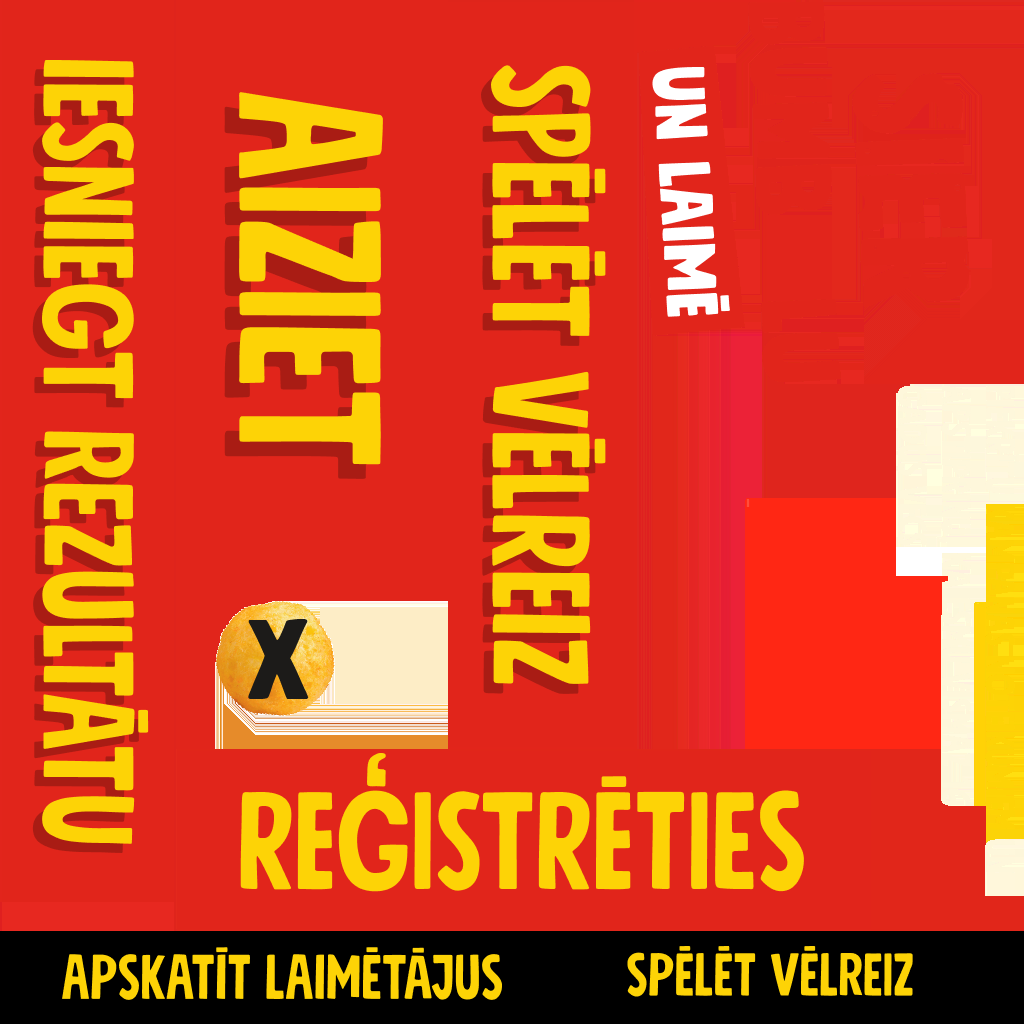 IESNIEGT REZULTĀTU
AIZIET
SPĒLĒT VĒLREIZ
UN LAIMĒ
X
REĢISTRĒTIES
APSKATĪT LAIMĒTĀJUS
SPĒLĒT VĒLREIZ